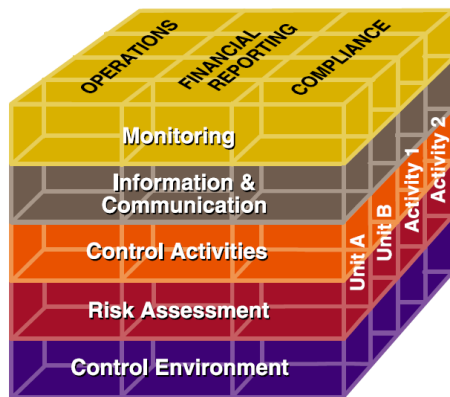 OPERATIONS
FINANCIAL
REPORTING
COMPLIANCE
Monitoring
Information &
Communication
Control Activities
Risk Assessment
Control Environment
Unit A
Unit B
Activity 1
Activity 2